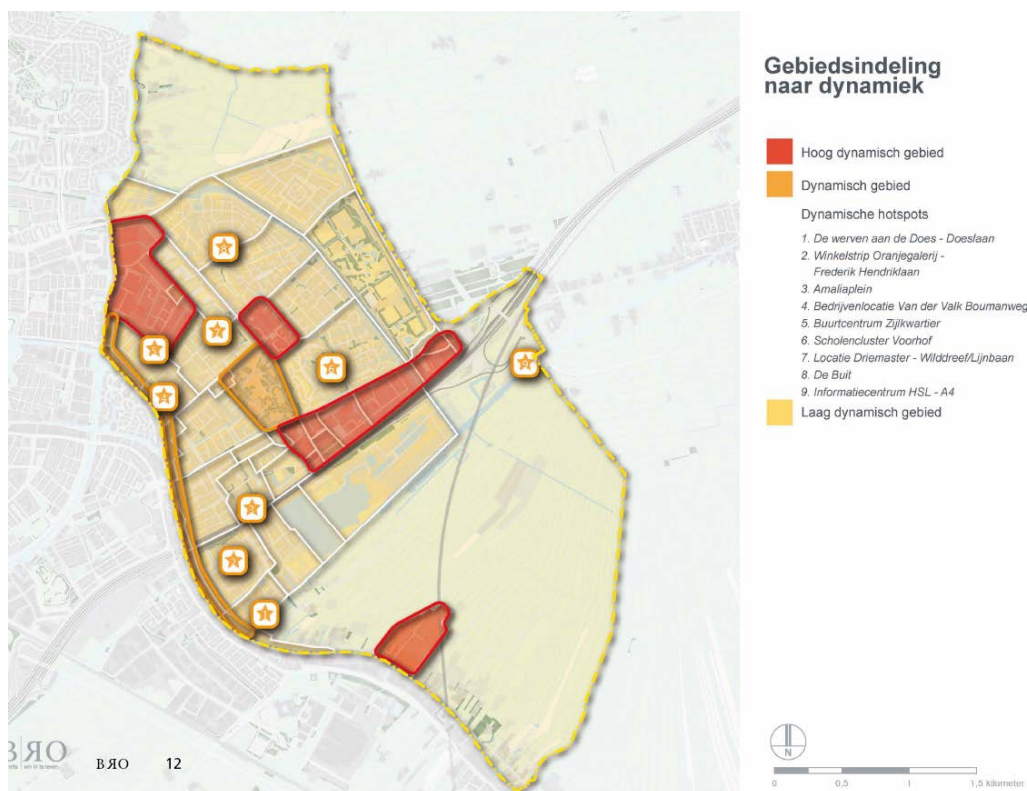 Gebiedsindeling
naar dynamiek
Hoog dynamisch gebied
Dynamisch gebied
Dynamische hotspots
1. De werven aan de Does - Doeslaan
2. Winkelstrip Oranjegalerij -
Frederik Hendriklaan
3. Amaliaplein
4. Bedrijvenlocatie Van der Valk Boumanweg
5. Buurtcentrum Zijlkwartier
6. Scholencluster Voorhof
7. Locatie Driemaster - Wilddreef/Lijnbaan
8. De Buit
9. Informatiecentrum HSL - A4
Laag dynamisch gebied
N
0 0,5 1 1,5 kilometer
BRO 12